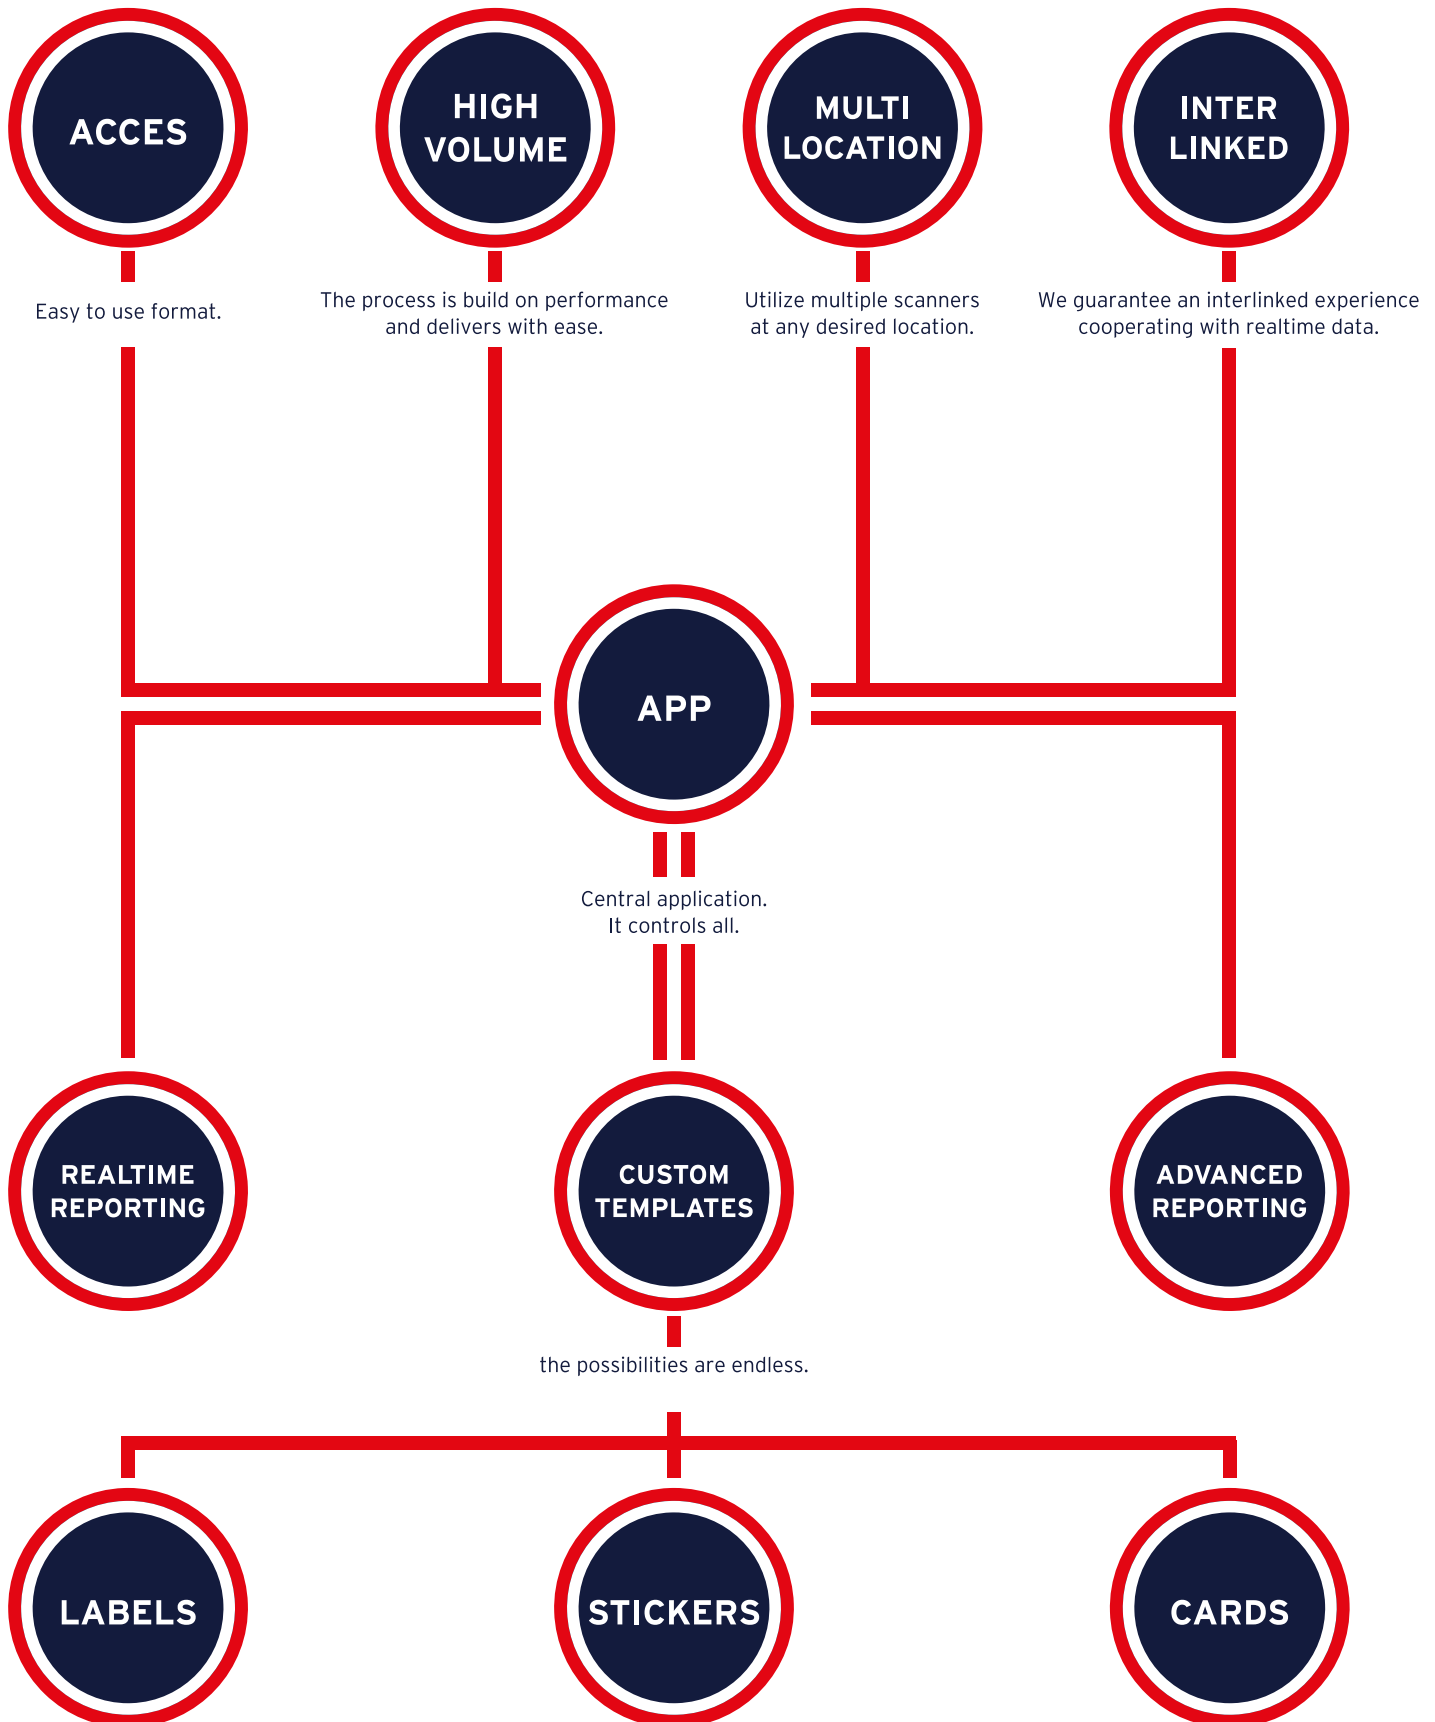 ACCES
HIGH
VOLUME
MULTI
LOCATION
INTER
LINKED
Easy to use format.
The process is build on performance
and delivers with ease.
Utilize multiple scanners
at any desired location.
We guarantee an interlinked experience
cooperating with realtime data.
APP
Central application.
It controls all.
REALTIME
REPORTING
CUSTOM
TEMPLATES
ADVANCED
REPORTING
the possibilities are endless.
LABELS
STICKERS
CARDS